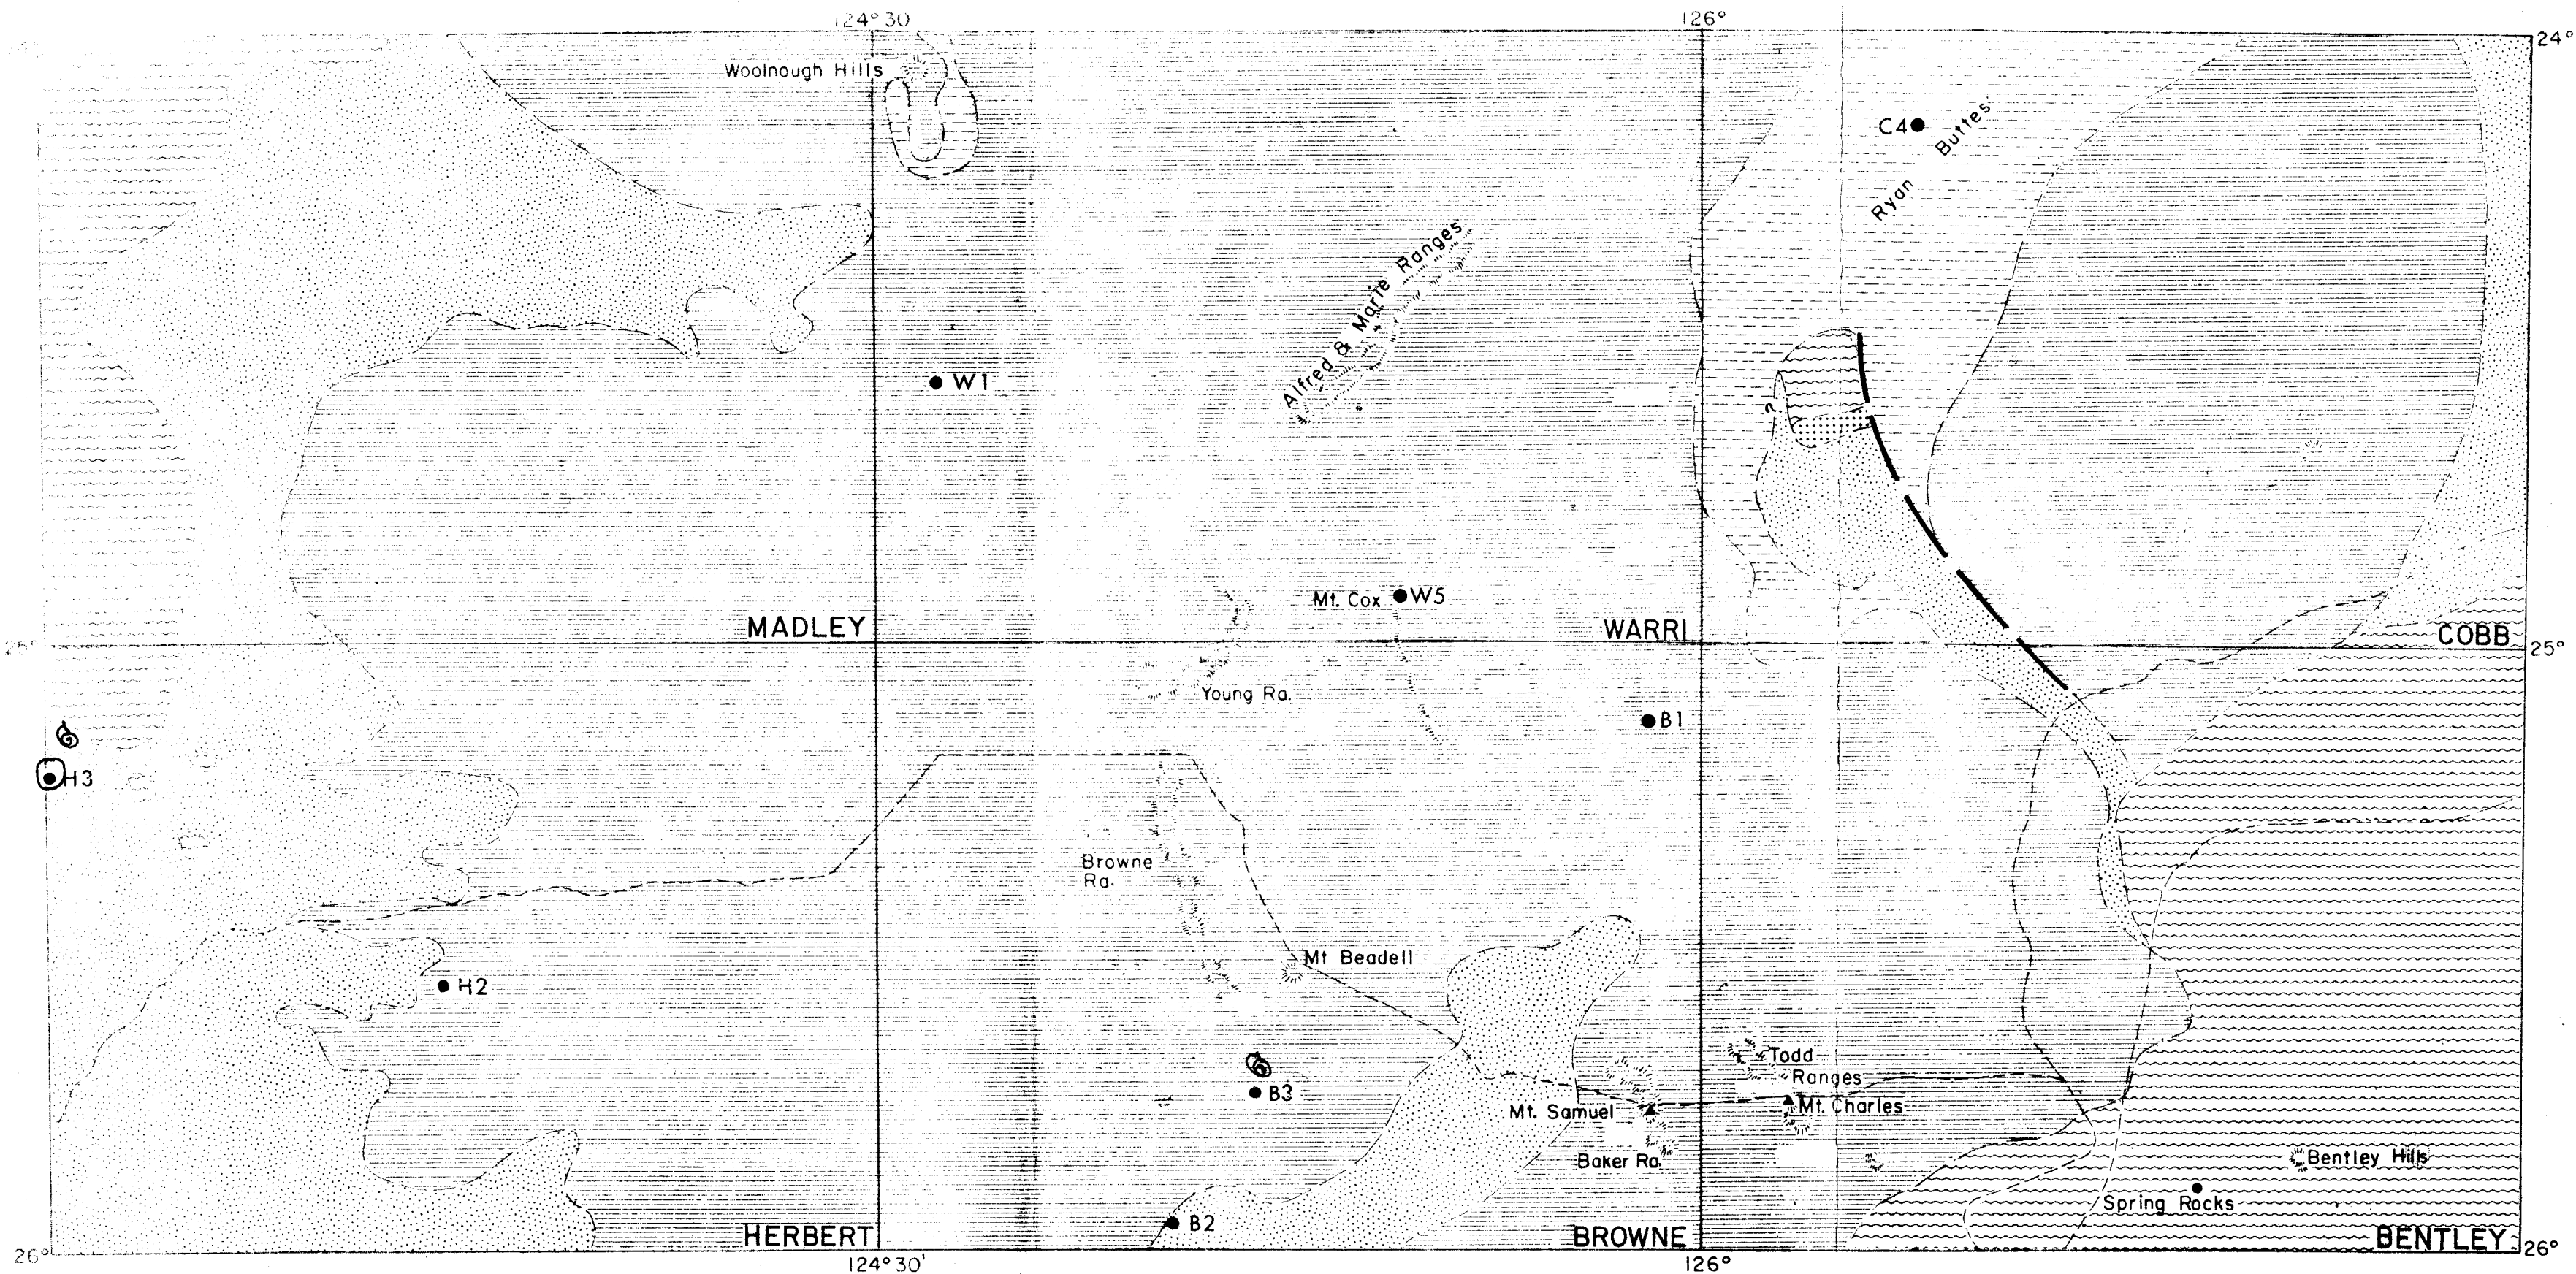 124° 30
126°
24°
Woolnough Hills
C4
Ryan Buttes
Alfred & Marie Ranges
W1
?
Mt. Cox
W5
MADLEY
WARRI
COBB
25°
25°
Young Ra.
B1
H3
Browne
Ra.
Mt Beadell
H2
Todd
Ranges
B3
Mt. Samuel
Mt. Charles
Baker Ra.
Bentley Hills
Spring Rocks
B2
HERBERT
BROWNE
BENTLEY
26°
26°
124° 30'
126°